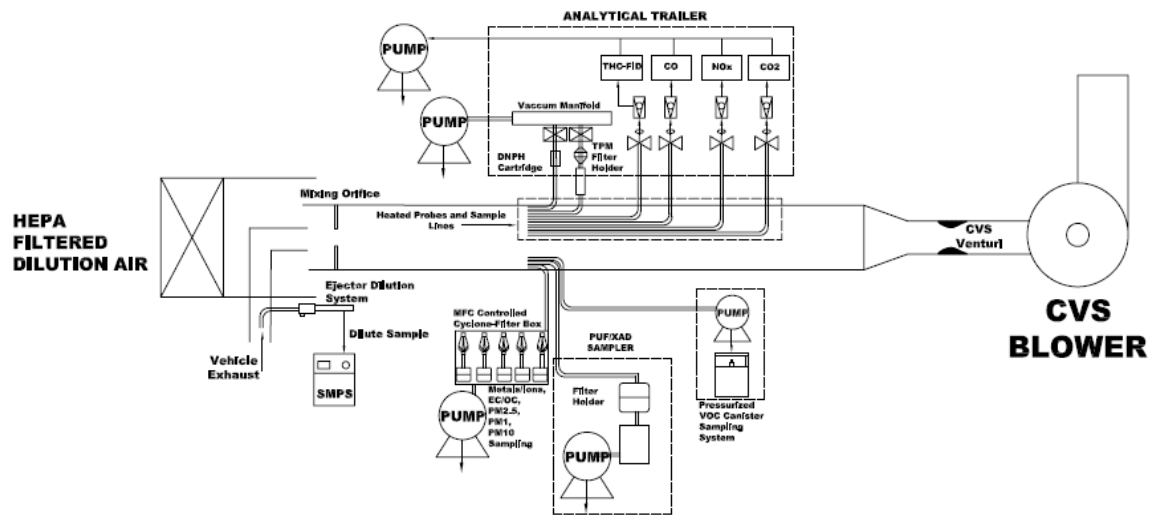 ANALYTICAL TRAILER
PUMP
THC-FID
CO
NOx
CO2
PUMP
Vaccum Manifold
DNPH
Cartridge
TPM
Filter
Holder
Mixing Orifice
Heated Probes and Sample
Lines
HEPA
FILTERED
DILUTION AIR
CVS
Venturi
Ejector Dilution
System
Dilute Sample
Vehicle
Exhaust
SMPS
MFC Controlled
Cyclone-Filter Box
Metals/Ions,
EC/OC,
PM2.5,
PM1,
PM10
Sampling
PUMP
PUF/XAD
SAMPLER
Filter
Holder
PUMP
PUMP
Pressurized
VOC Canister
Sampling
System
CVS
BLOWER